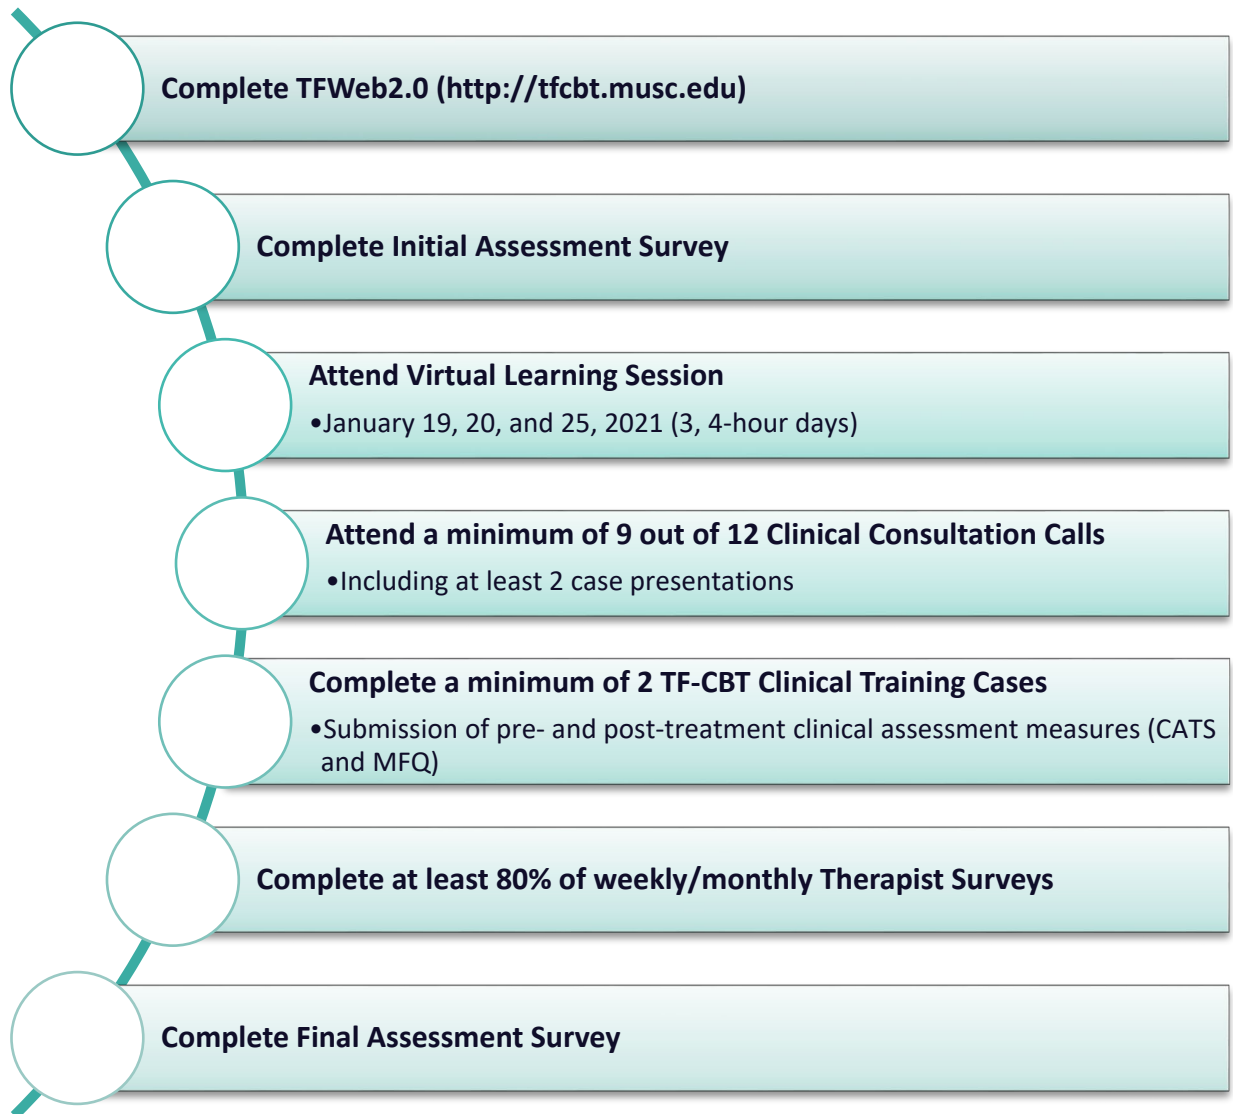 Complete TFWeb2.0 (http://tfcbt.musc.edu)
Complete Initial Assessment Survey
Attend Virtual Learning Session
•January 19, 20, and 25, 2021 (3, 4-hour days)
Attend a minimum of 9 out of 12 Clinical Consultation Calls
•Including at least 2 case presentations
Complete a minimum of 2 TF-CBT Clinical Training Cases
•Submission of pre- and post-treatment clinical assessment measures (CATS
and MFQ)
Complete at least 80% of weekly/monthly Therapist Surveys
Complete Final Assessment Survey